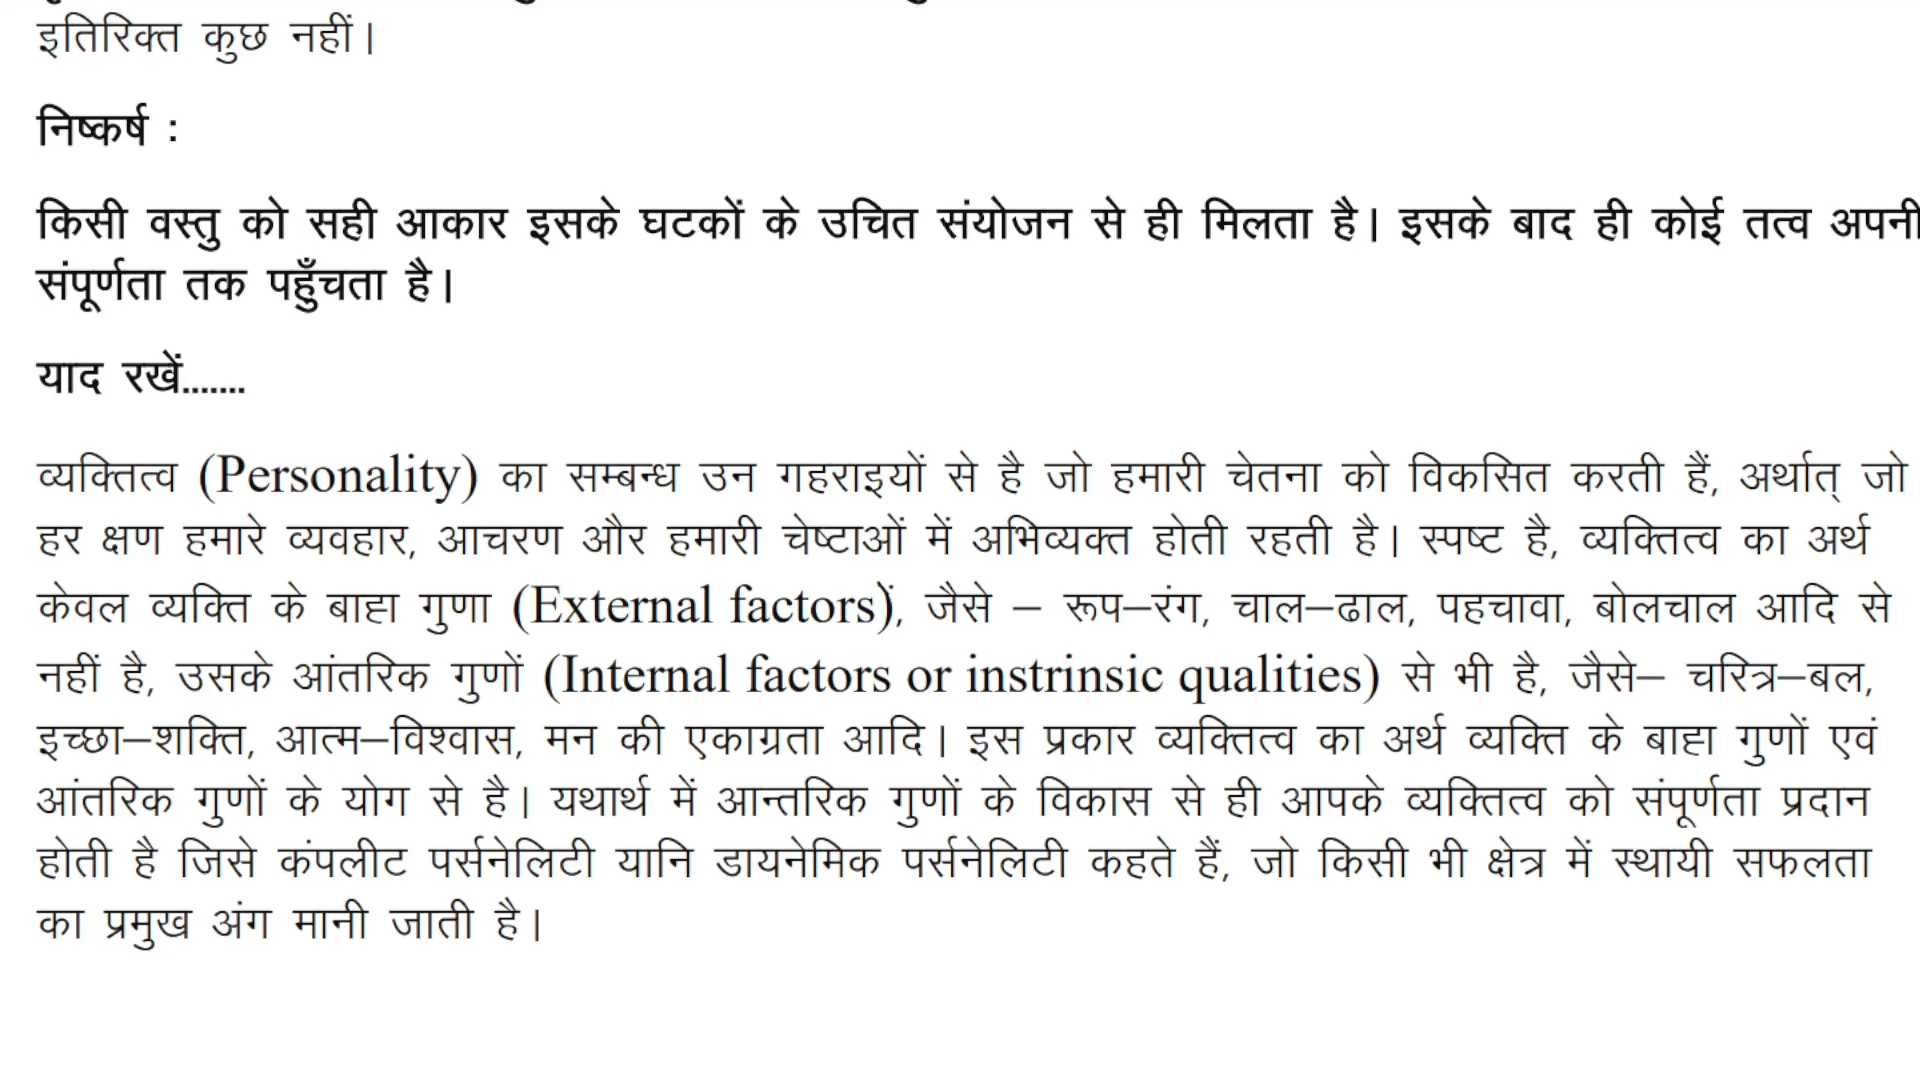 इतिरिक्त कुछ नहीं।
निष्कर्ष :
किसी वस्तु को सही आकार इसके घटकों के उचित संयोजन से ही मिलता है। इसके बाद ही कोई तत्व अपनी
संपूर्णता तक पहुँचता है।
याद रखें.......
व्यक्तित्व (Personality) का सम्बन्ध उन गहराइयों से है जो हमारी चेतना को विकसित करती हैं, अर्थात् जो
हर क्षण हमारे व्यवहार, आचरण और हमारी चेष्टाओं में अभिव्यक्त होती रहती है। स्पष्ट है, व्यक्तित्व का अर्थ
केवल व्यक्ति के बाह्य गुणा (External factors)ें, जैसे – रूप–रंग, चाल–ढाल, पहचावा, बोलचाल आदि से
नहीं है, उसके आंतरिक गुणों (Internal factors or instrinsic qualities) से भी है, जैसे– चरित्र–बल,
इच्छा–शक्ति, आत्म–विश्वास, मन की एकाग्रता आदि। इस प्रकार व्यक्तित्व का अर्थ व्यक्ति के बाह्य गुणों एवं
आंतरिक गुणों के योग से है। यथार्थ में आन्तरिक गुणों के विकास से ही आपके व्यक्तित्व को संपूर्णता प्रदान
होती है जिसे कंपलीट पर्सनेलिटी यानि डायनेमिक पर्सनेलिटी कहते हैं, जो किसी भी क्षेत्र में स्थायी सफलता
का प्रमुख अंग मानी जाती है।